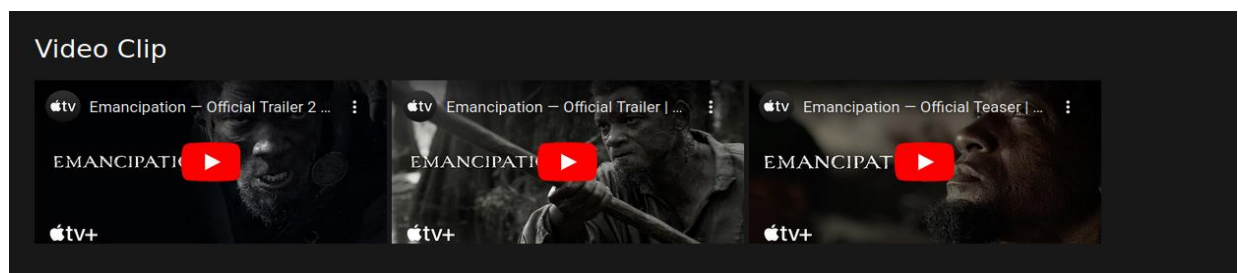 Video Clip
tv Emancipation — Official Trailer 2 ...
EMANCIPATI
tv+
tv Emancipation — Official Trailer | ...
EMANCIPATI
tv+
tv Emancipation — Official Teaser | ...
EMANCIPAT
tv+